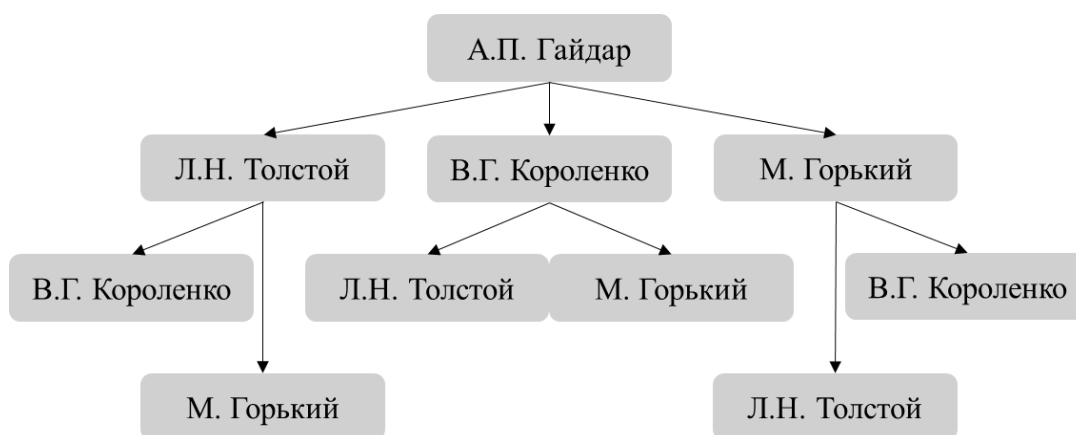 А.П. Гайдар
Л.Н. Толстой
В.Г. Короленко
М. Горький
В.Г. Короленко
Л.Н. Толстой
М. Горький
В.Г. Короленко
М. Горький
Л.Н. Толстой